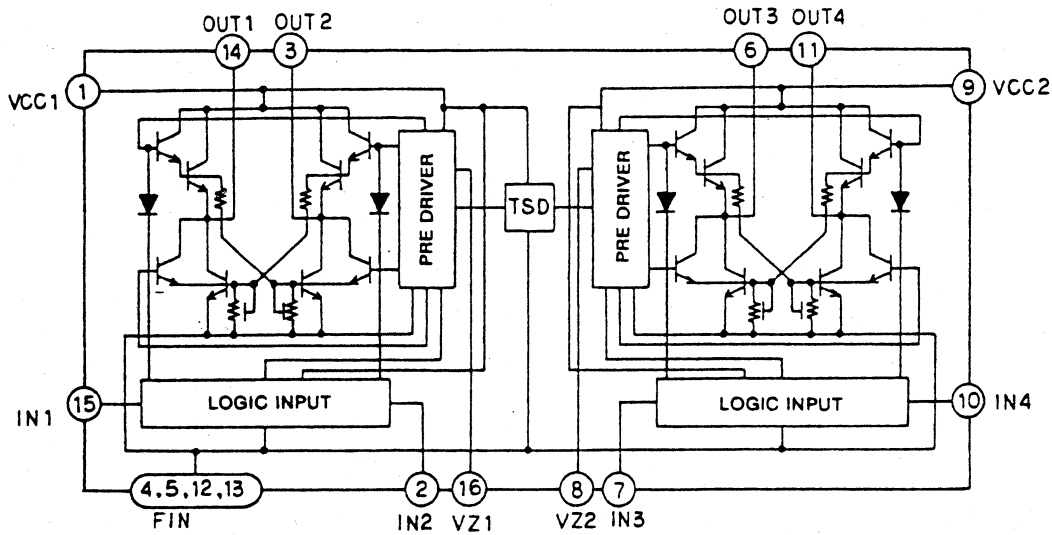 OUT1 OUT2 OUT3 OUT4
14 3 6 11
1 9
VCC1 VCC2
PRE DRIVER TSD PRE DRIVER
15 LOGIC INPUT LOGIC INPUT 10
IN1 IN4
4.5,12,13 2 16 8 7
FIN IN2 VZ1 VZ2 IN3